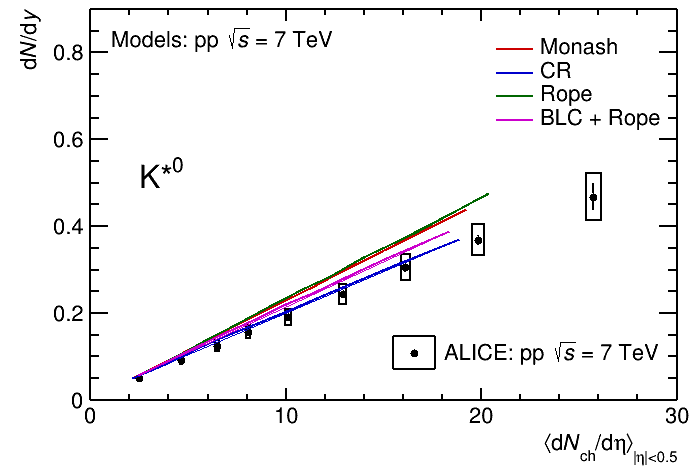 dN/dy
Models: pp √s = 7 TeV
Monash
CR
Rope
BLC + Rope
K*⁰
ALICE: pp √s = 7 TeV
0.8
0.6
0.4
0.2
0
0 10 20 30
⟨dN_ch/dη⟩_|η|<0.5